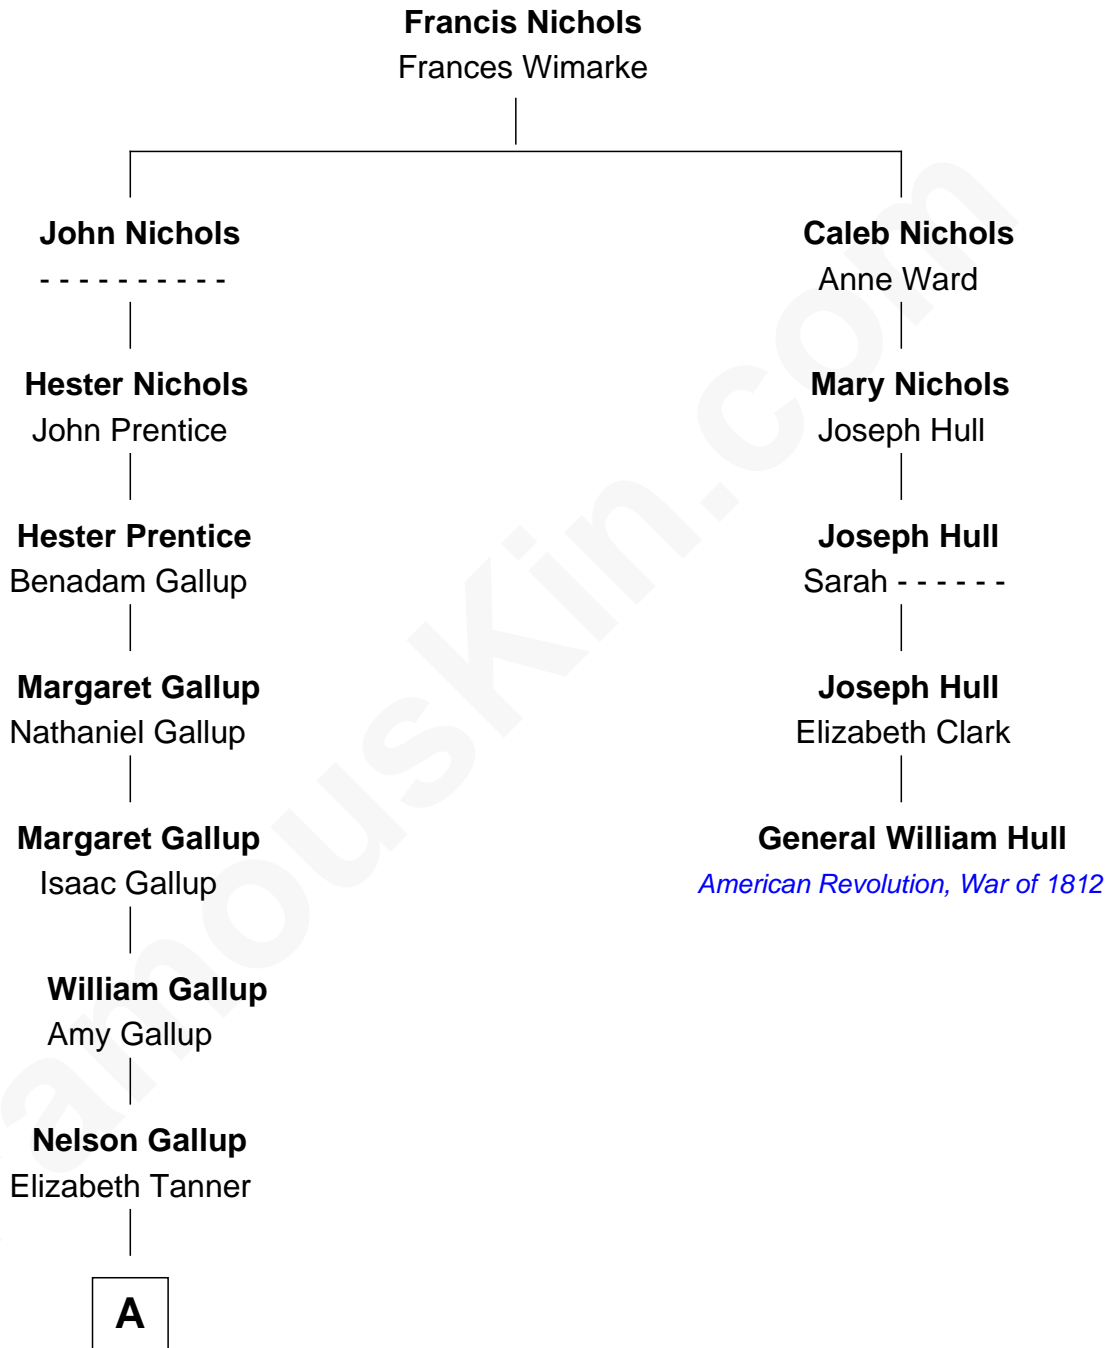 Francis Nichols
Frances Wimarke
John Nichols
- - - - - - - - - -
Caleb Nichols
Anne Ward
Hester Nichols
John Prentice
Mary Nichols
Joseph Hull
Hester Prentice
Benadam Gallup
Joseph Hull
Sarah - - - - - -
Margaret Gallup
Nathaniel Gallup
Joseph Hull
Elizabeth Clark
Margaret Gallup
Isaac Gallup
General William Hull
American Revolution, War of 1812
William Gallup
Amy Gallup
Nelson Gallup
Elizabeth Tanner
A
amousKin.com